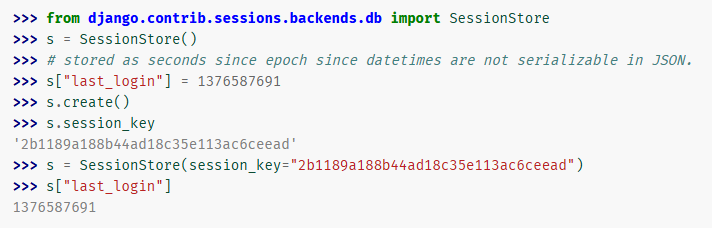 >>> from django.contrib.sessions.backends.db import SessionStore
>>> s = SessionStore()
>>> # stored as seconds since epoch since datetimes are not serializable in JSON.
>>> s["last_login"] = 1376587691
>>> s.create()
>>> s.session_key
'2b1189a188b44ad18c35e113ac6ceead'
>>> s = SessionStore(session_key="2b1189a188b44ad18c35e113ac6ceead")
>>> s["last_login"]
1376587691